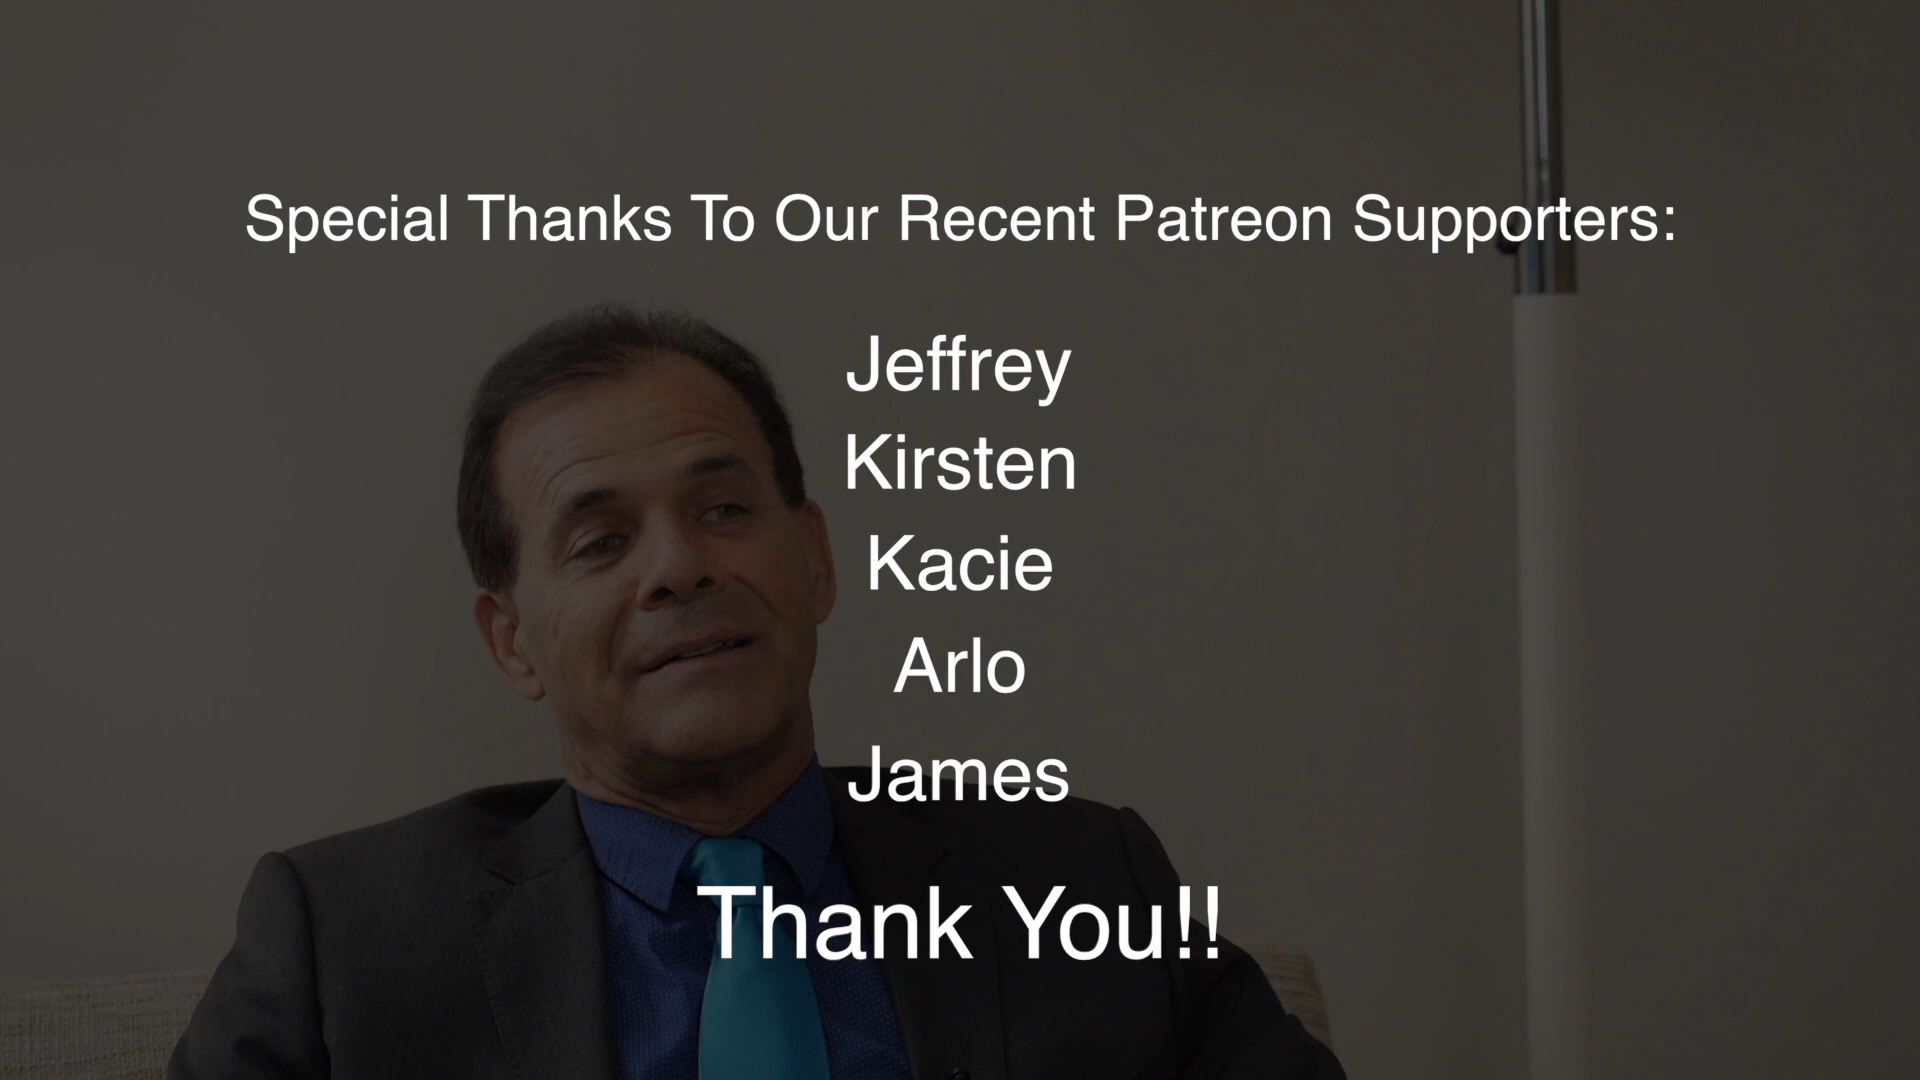 Special Thanks To Our Recent Patreon Supporters:
Jeffrey
Kirsten
Kacie
Arlo
James
Thank You!!